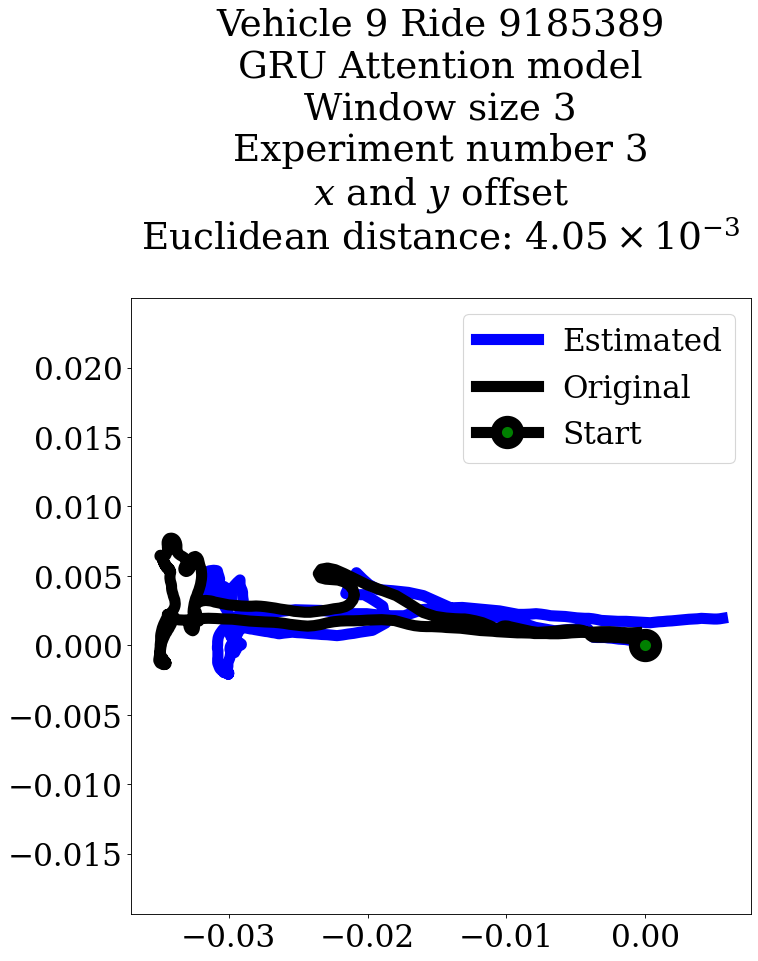 Vehicle 9 Ride 9185389
GRU Attention model
Window size 3
Experiment number 3
x and y offset
Euclidean distance: 4.05 × 10⁻³
Estimated
Original
Start
0.020
0.015
0.010
0.005
0.000
−0.005
−0.010
−0.015
−0.03 −0.02 −0.01 0.00